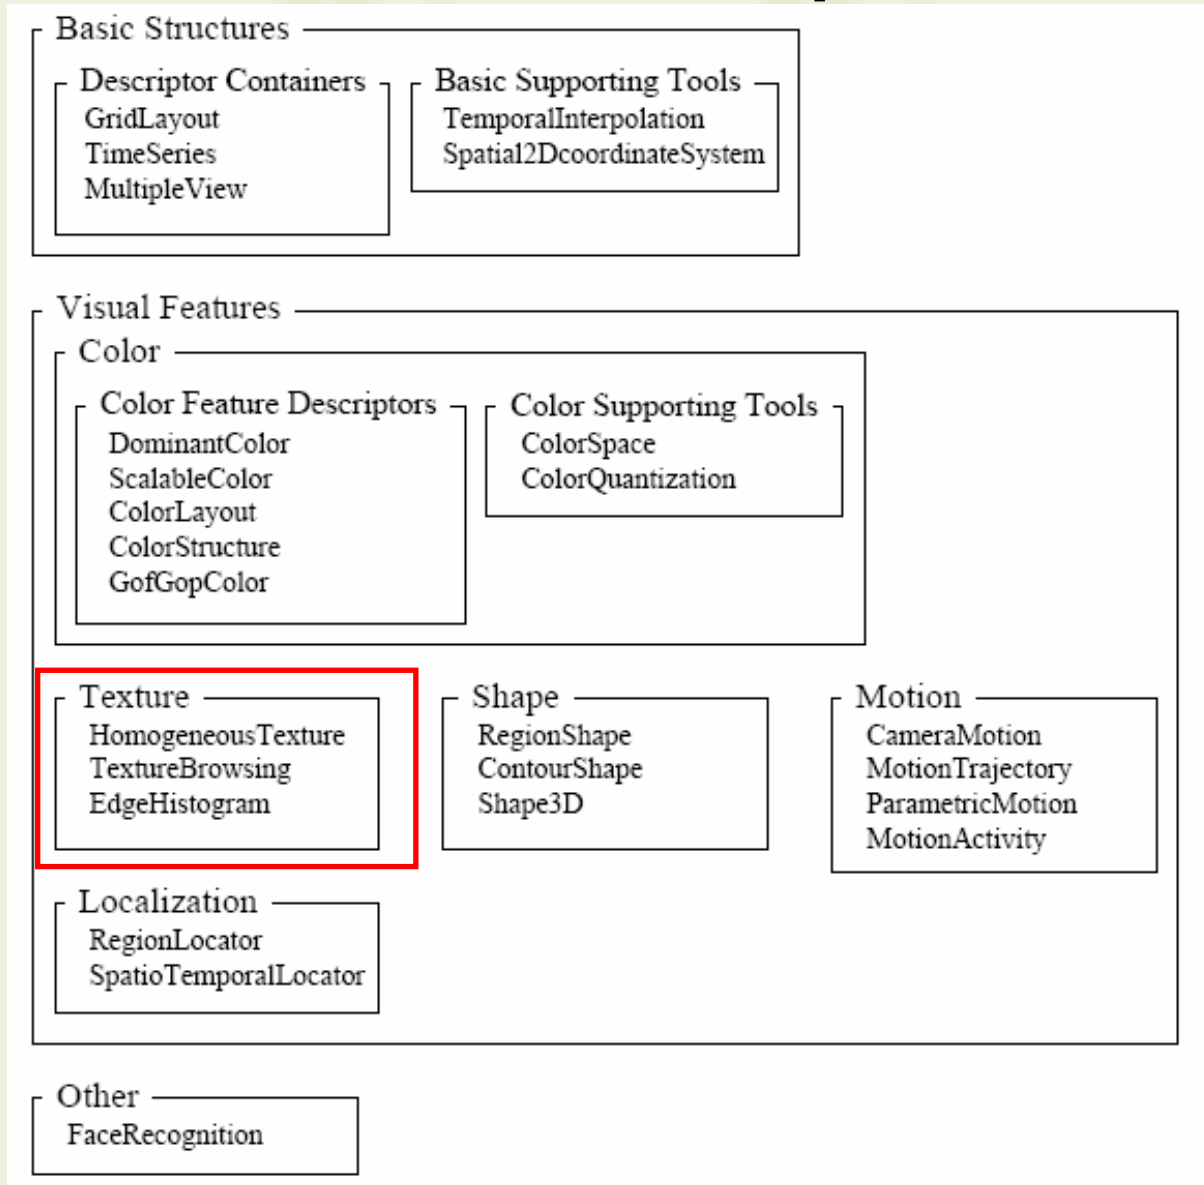 Basic Structures
Descriptor Containers
GridLayout
TimeSeries
MultipleView
Basic Supporting Tools
TemporalInterpolation
Spatial2DcoordinateSystem
Visual Features
Color
Color Feature Descriptors
DominantColor
ScalableColor
ColorLayout
ColorStructure
GofGopColor
Color Supporting Tools
ColorSpace
ColorQuantization
Texture
HomogeneousTexture
TextureBrowsing
EdgeHistogram
Shape
RegionShape
ContourShape
Shape3D
Motion
CameraMotion
MotionTrajectory
ParametricMotion
MotionActivity
Localization
RegionLocator
SpatioTemporalLocator
Other
FaceRecognition